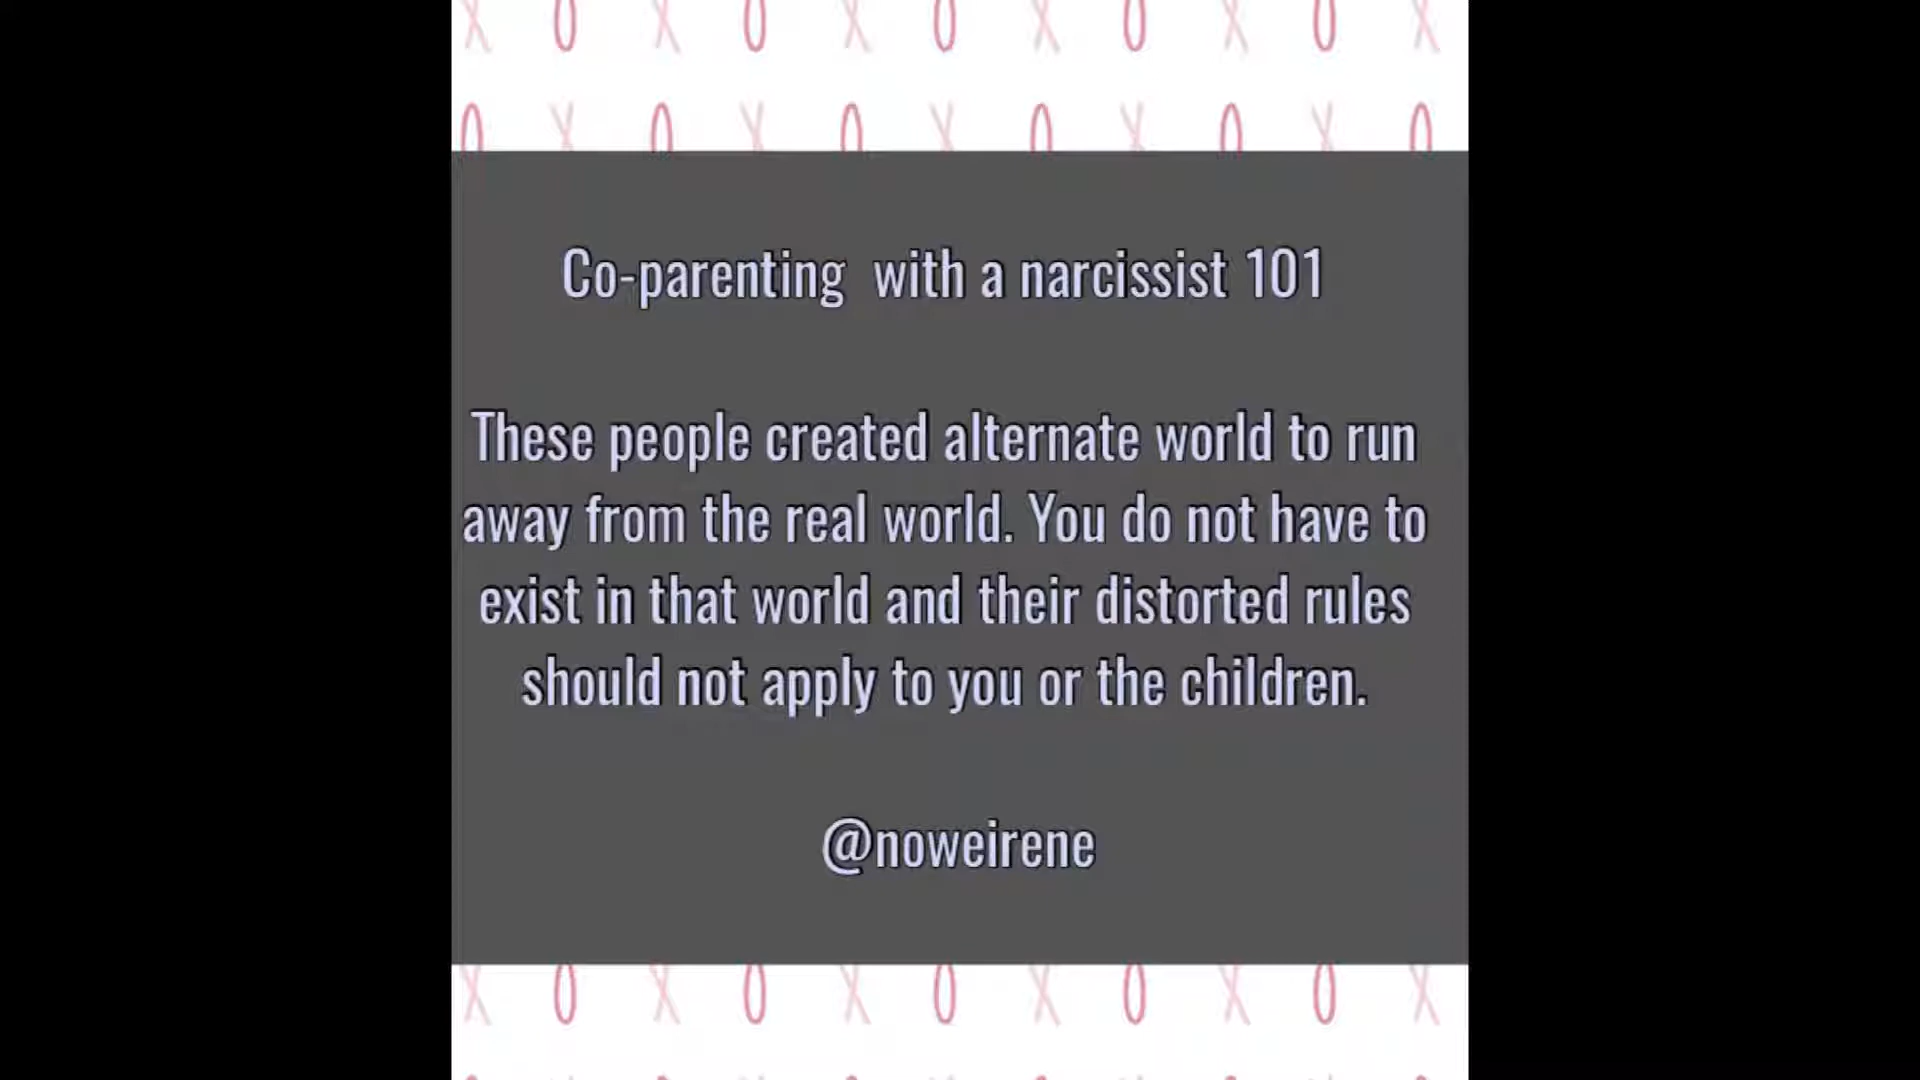 X O X O X O X O X O X
O X O X O X O X O X O
Co-parenting  with a narcissist 101
These people created alternate world to run
away from the real world. You do not have to
exist in that world and their distorted rules
should not apply to you or the children.
@noweirene
X O X O X O X O X O X